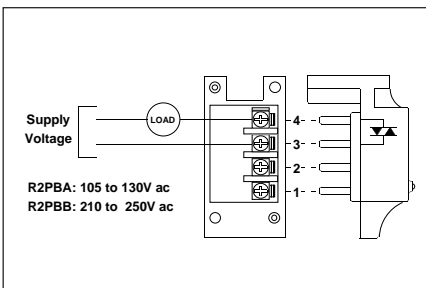 Supply
Voltage
LOAD
4
3
2
1
R2PBA: 105 to 130V ac
R2PBB: 210 to 250V ac